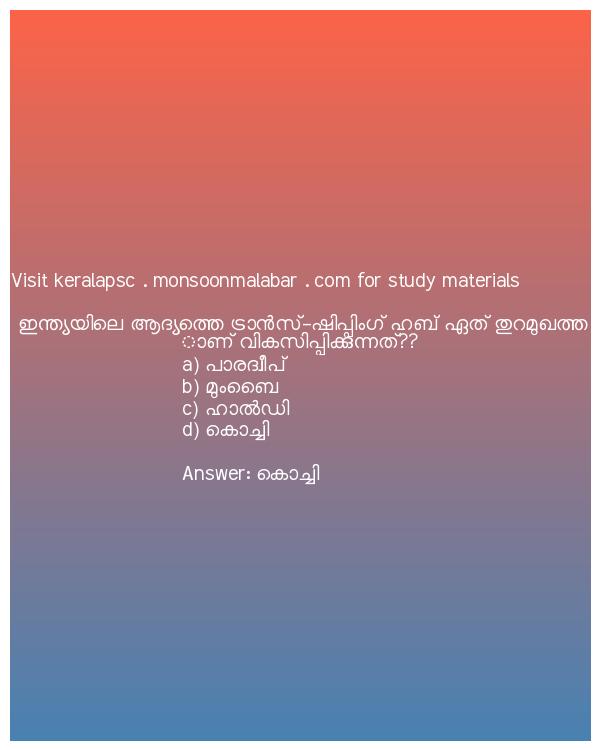 Visit keralapsc . monsoonmalabar . com for study materials
ഇന്ത്യയിലെ ആദ്യത്തെ ട്രാൻസ്-ഷിപ്പിംഗ് ഹബ് ഏത് തുറമുഖത്ത
ാണ് വികസിപ്പിക്കുന്നത്??
a) പാരദ്വീപ്
b) മുംബൈ
c) ഹാൽഡി
d) കൊച്ചി
Answer: കൊച്ചി